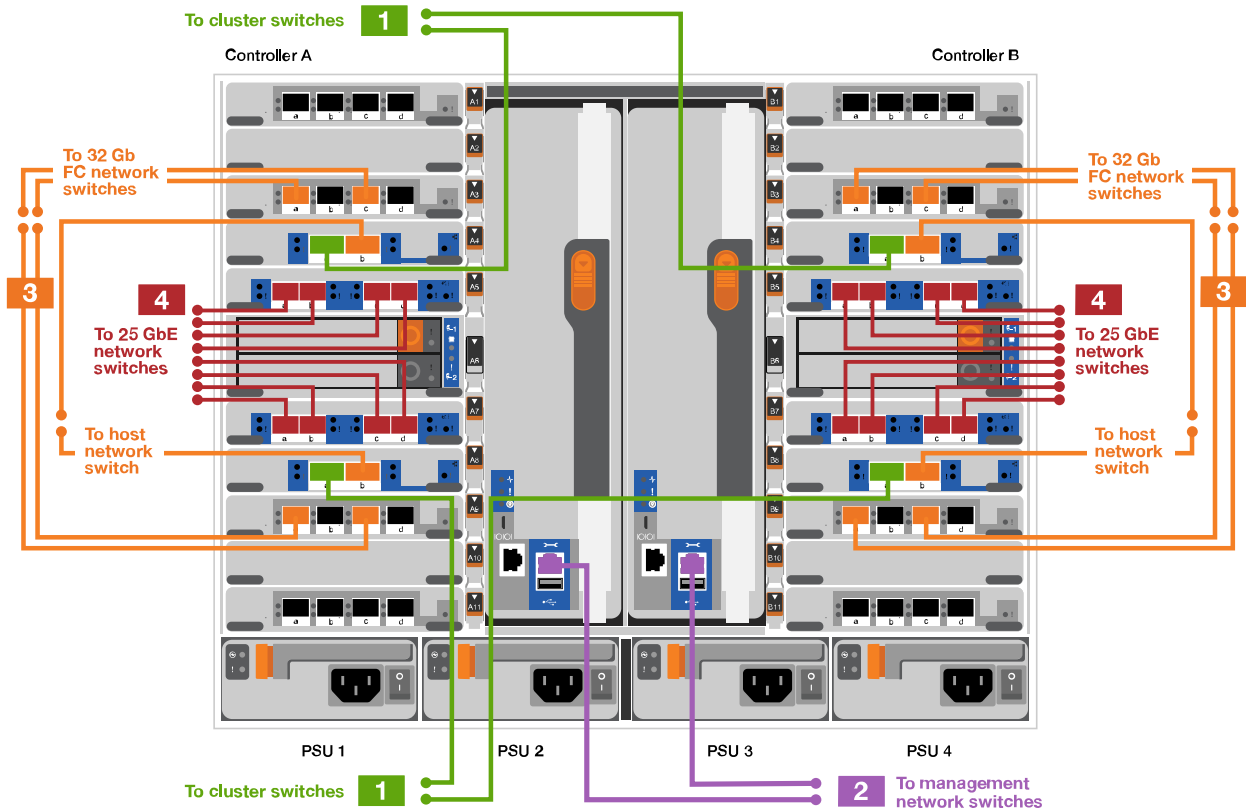 To cluster switches 1
Controller A
Controller B
a b c d
A1
B1
a b c d
A2
B2
To 32 Gb
FC network
switches
To 32 Gb
FC network
switches
a b c d
A3
B3
a b c d
A4
B4
3
4
A5
B5
4
3
To 25 GbE
network
switches
To 25 GbE
network
switches
A6
B6
A7
B7
a b c d
a b c d
To host
network
switch
To host
network
switch
A8
B8
a b
a b
A9
B9
b d
b d
A10
B10
IOIOI
IOIOI
A11
B11
a b c d
a b c d
PSU 1
PSU 2
PSU 3
PSU 4
To cluster switches 1
2 To management
network switches